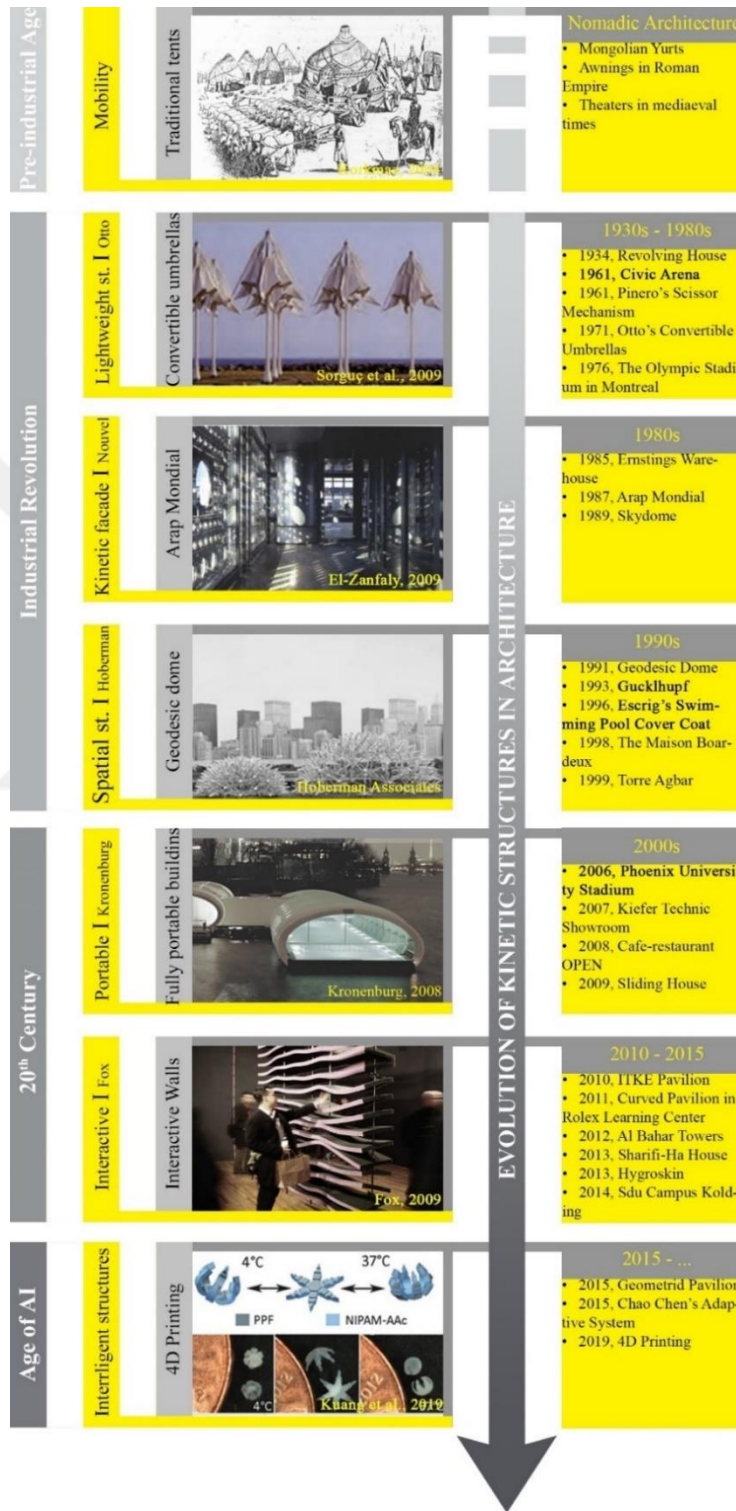 Pre-industrial Age
Mobility
Traditional tents
Nomadic Architecture
• Mongolian Yurts
• Awnings in Roman
Empire
• Theaters in mediaeval
times
Industrial Revolution
Lightweight st. I Otto
Convertible umbrellas
Sorguç et al., 2009
1930s - 1980s
• 1934, Revolving House
• 1961, Civic Arena
• 1961, Pinero's Scissor
Mechanism
• 1971, Otto's Convertible
Umbrellas
• 1976, The Olympic Stadi
um in Montreal
Kinetic facade I Nouvel
Arap Mondial
El-Zanfaly, 2009
1980s
• 1985, Ernstings Ware-
house
• 1987, Arap Mondial
• 1989, Skydome
Spatial st. I Hoberman
Geodesic dome
Hoberman Associates
1990s
• 1991, Geodesic Dome
• 1993, Gucklhupf
• 1996, Escrig's Swim-
ming Pool Cover Coat
• 1998, The Maison Boar-
deux
• 1999, Torre Agbar
EVOLUTION OF KINETIC STRUCTURES IN ARCHITECTURE
20th Century
Portable I Kronenburg
Fully portable buildins
Kronenburg, 2008
2000s
• 2006, Phoenix Universi
ty Stadium
• 2007, Kiefer Technic
Showroom
• 2008, Cafe-restaurant
OPEN
• 2009, Sliding House
Interactive I Fox
Interactive Walls
Fox, 2009
2010 - 2015
• 2010, ITKE Pavilion
• 2011, Curved Pavilion in
Rolex Learning Center
• 2012, Al Bahar Towers
• 2013, Sharifi-Ha House
• 2013, Hygroskin
• 2014, Sdu Campus Kold-
ing
Age of AI
Interrligent structures
4D Printing
4°C 37°C
PPF NIPAM-AAc
4°C
Kuang et al., 2019
2015 - ...
• 2015, Geometrid Pavilion
• 2015, Chao Chen's Adap-
tive System
• 2019, 4D Printing